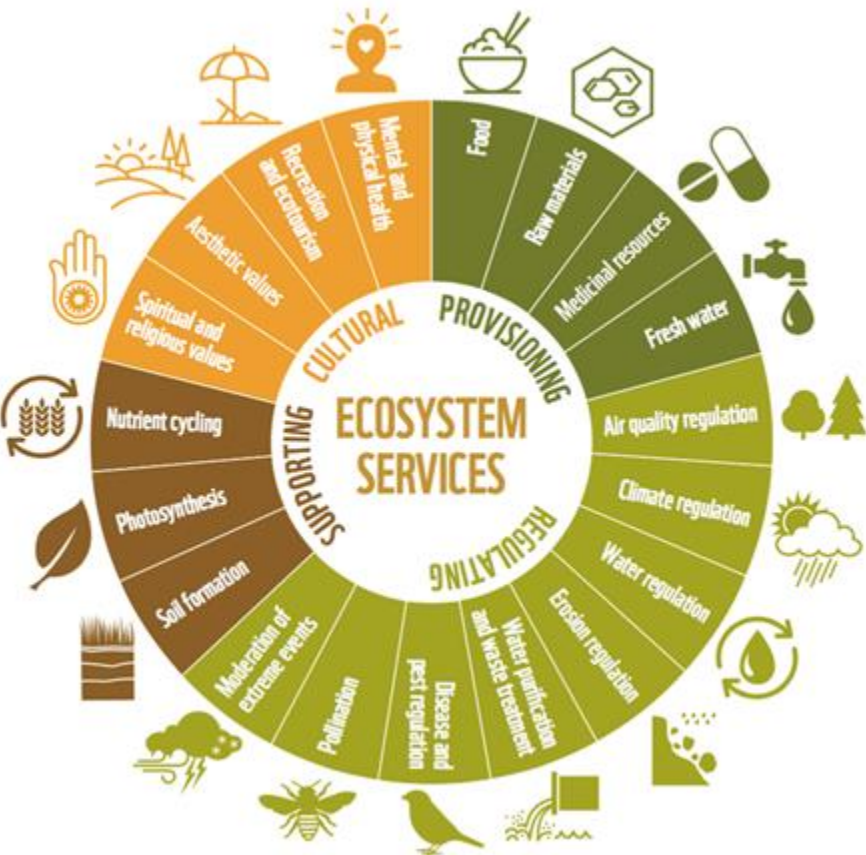 ECOSYSTEM
SERVICES
PROVISIONING
Food
Raw materials
Medicinal resources
Fresh water
REGULATING
Air quality regulation
Climate regulation
Water regulation
Erosion regulation
Water purification
and waste treatment
Disease and
pest regulation
Pollination
Moderation of
extreme events
SUPPORTING
Soil formation
Photosynthesis
Nutrient cycling
CULTURAL
Spiritual and
religious values
Aesthetic values
Recreation
and ecotourism
Mental and
physical health